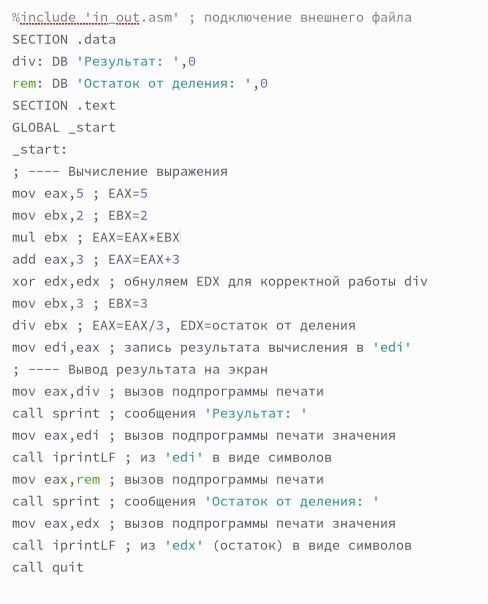 %include 'in_out.asm' ; подключение внешнего файла
SECTION .data
div: DB 'Результат: ',0
rem: DB 'Остаток от деления: ',0
SECTION .text
GLOBAL _start
_start:
; ---- Вычисление выражения
mov eax,5 ; EAX=5
mov ebx,2 ; EBX=2
mul ebx ; EAX=EAX*EBX
add eax,3 ; EAX=EAX+3
xor edx,edx ; обнуляем EDX для корректной работы div
mov ebx,3 ; EBX=3
div ebx ; EAX=EAX/3, EDX=остаток от деления
mov edi,eax ; запись результата вычисления в 'edi'
; ---- Вывод результата на экран
mov eax,div ; вызов подпрограммы печати
call sprint ; сообщения 'Результат: '
mov eax,edi ; вызов подпрограммы печати значения
call iprintLF ; из 'edi' в виде символов
mov eax,rem ; вызов подпрограммы печати
call sprint ; сообщения 'Остаток от деления: '
mov eax,edx ; вызов подпрограммы печати значения
call iprintLF ; из 'edx' (остаток) в виде символов
call quit